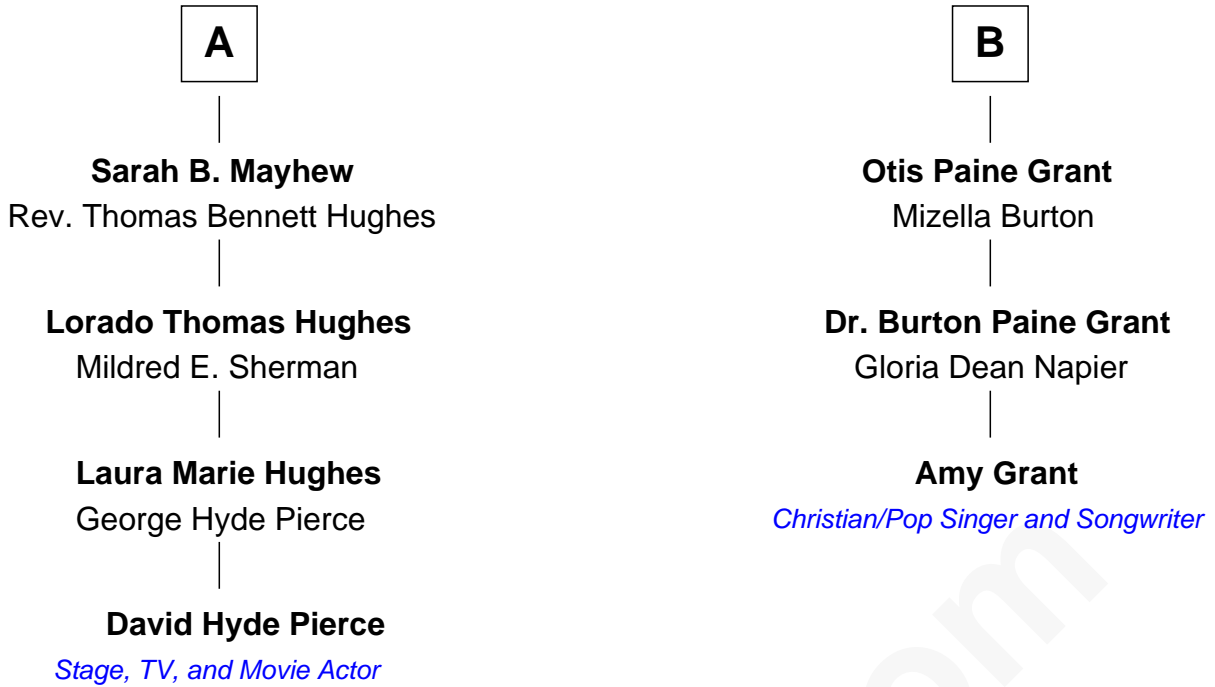 A
Sarah B. Mayhew
Rev. Thomas Bennett Hughes
Lorado Thomas Hughes
Mildred E. Sherman
Laura Marie Hughes
George Hyde Pierce
David Hyde Pierce
Stage, TV, and Movie Actor
B
Otis Paine Grant
Mizella Burton
Dr. Burton Paine Grant
Gloria Dean Napier
Amy Grant
Christian/Pop Singer and Songwriter
om